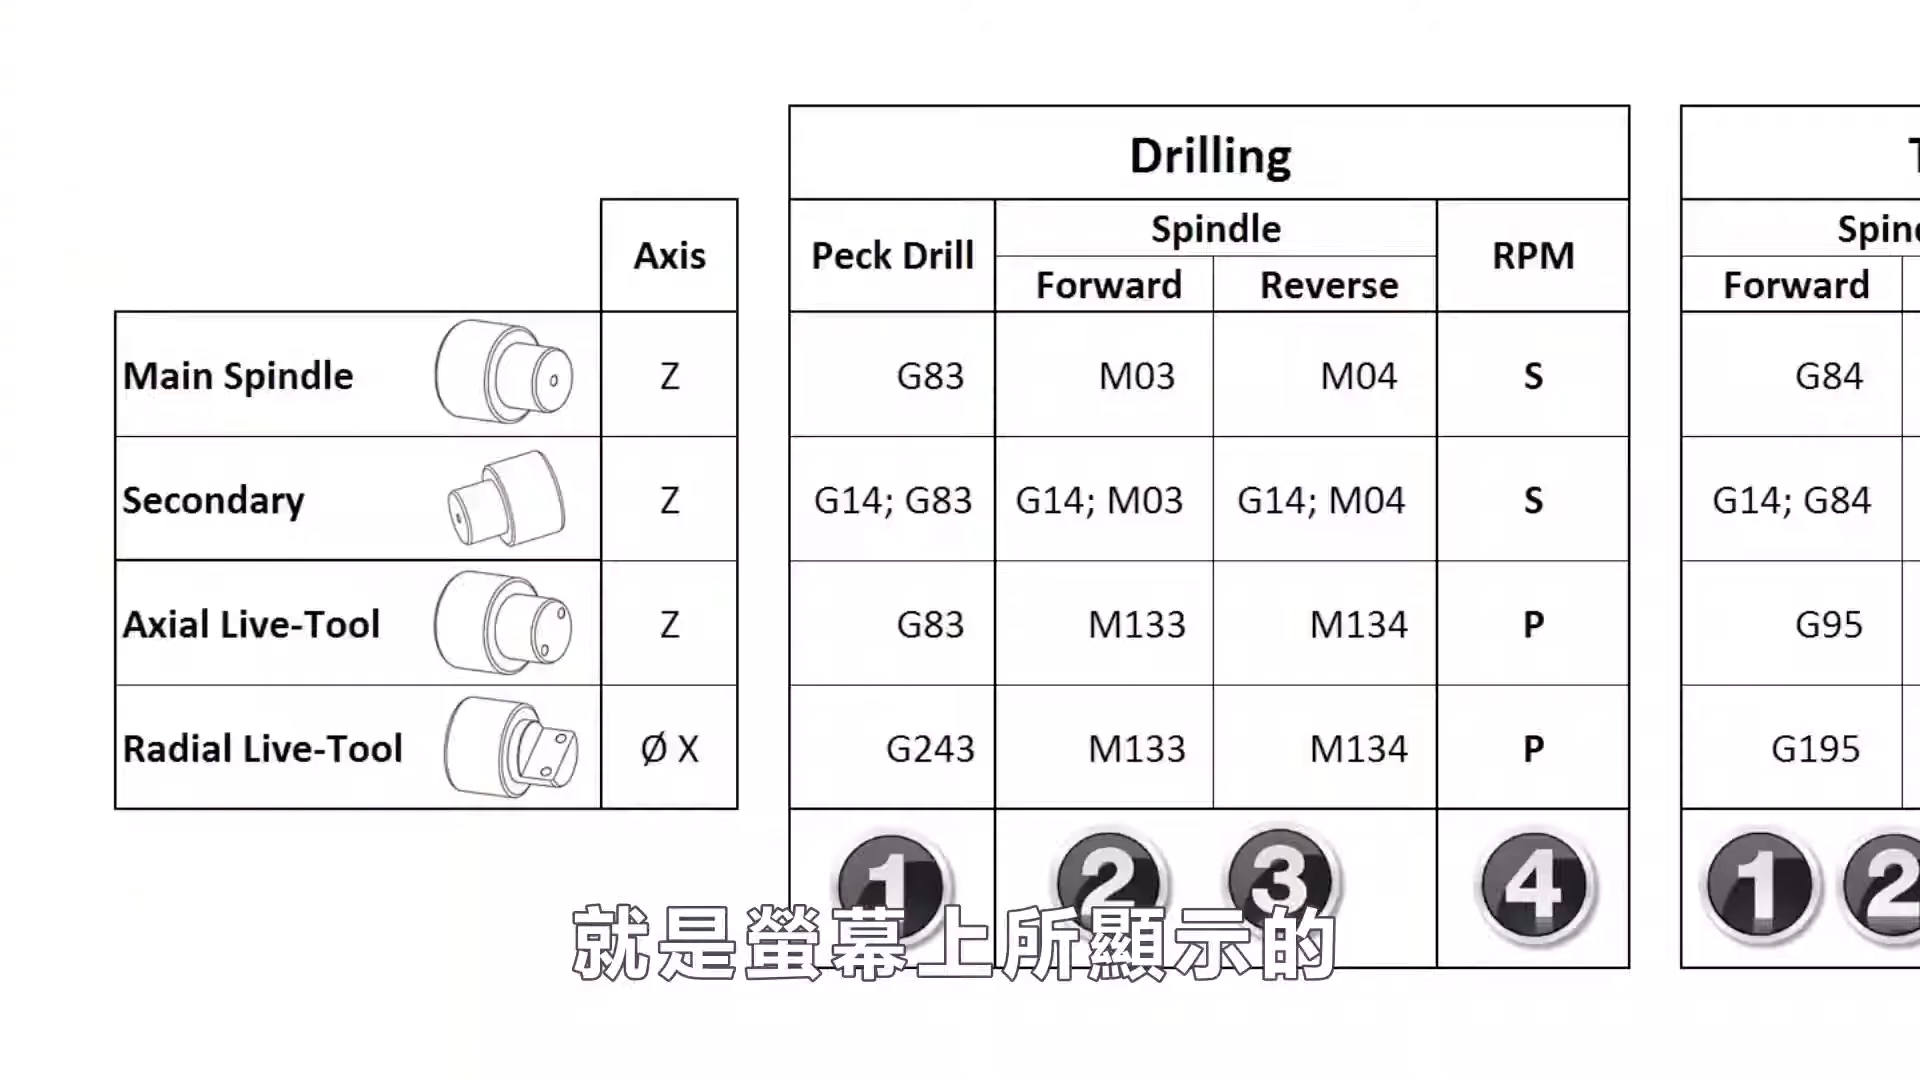 Drilling
T
Axis
Peck Drill
Spindle
RPM
Spin
Forward
Reverse
Forward
Main Spindle
Z
G83
M03
M04
S
G84
Secondary
Z
G14; G83
G14; M03
G14; M04
S
G14; G84
Axial Live-Tool
Z
G83
M133
M134
P
G95
Radial Live-Tool
Ø X
G243
M133
M134
P
G195
1
2
3
4
1
2
就是螢幕上所顯示的